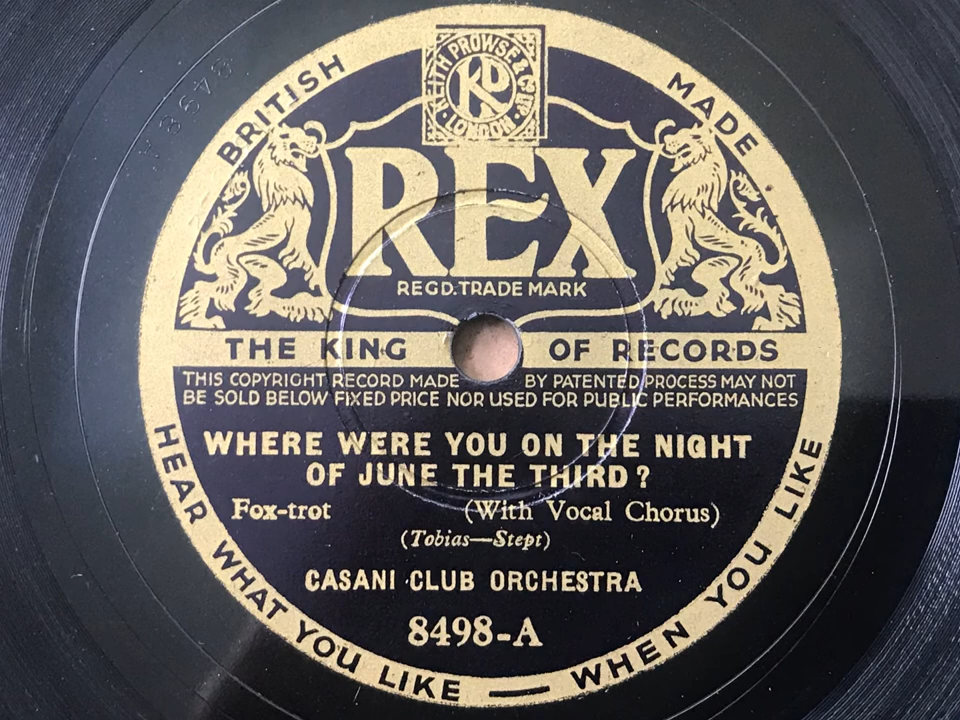 KEITH PROWSE & Co LTD
KP
LONDON
BRITISH MADE
REX
REGD. TRADE MARK
THE KING OF RECORDS
THIS COPYRIGHT RECORD MADE BY PATENTED PROCESS MAY NOT
BE SOLD BELOW FIXED PRICE NOR USED FOR PUBLIC PERFORMANCES
WHERE WERE YOU ON THE NIGHT
OF JUNE THE THIRD?
Fox-trot (With Vocal Chorus)
(Tobias—Stept)
CASANI CLUB ORCHESTRA
8498-A
HEAR WHAT YOU LIKE — WHEN YOU LIKE
8498 A